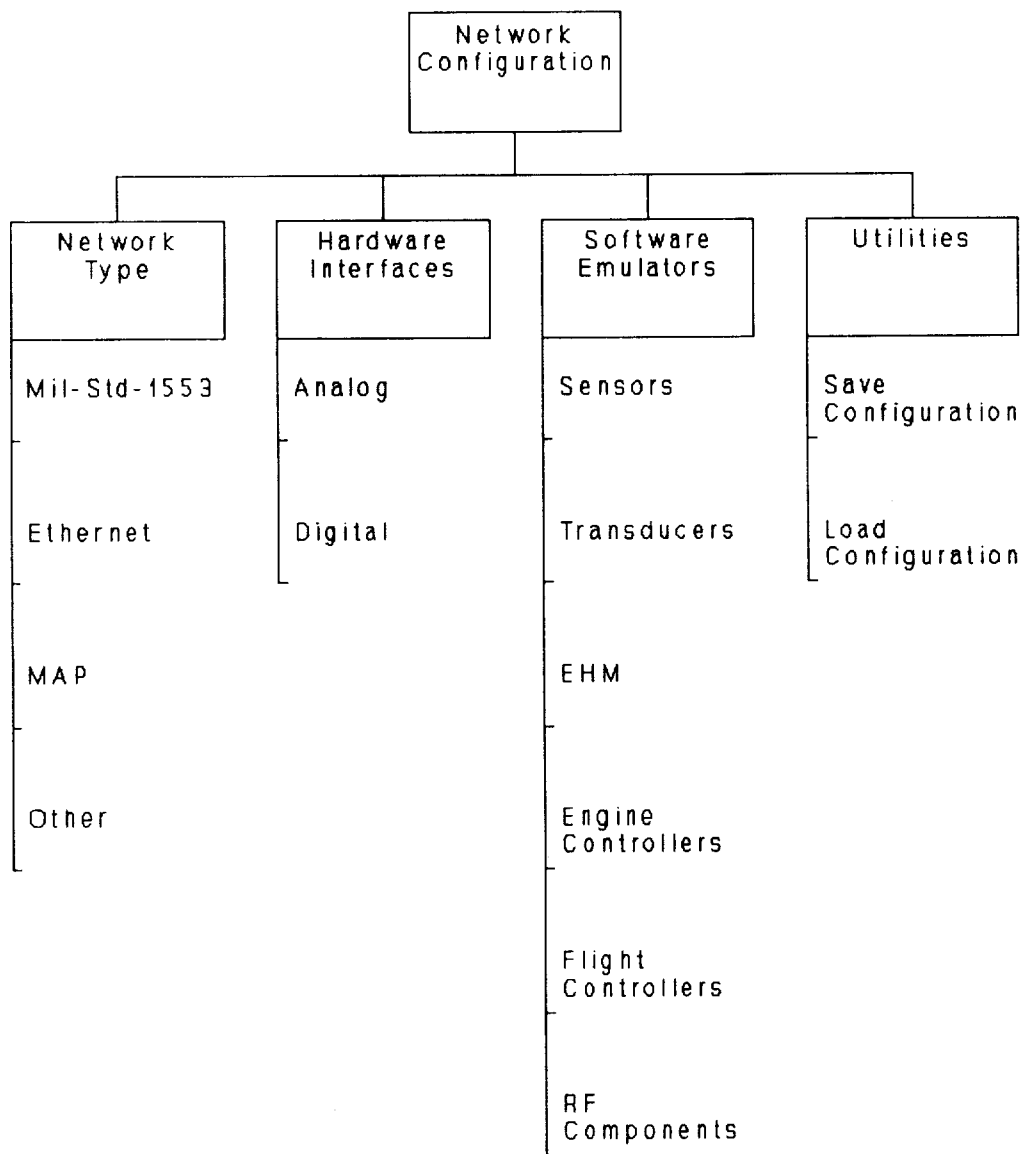 Network
Configuration
Network
Type
Hardware
Interfaces
Software
Emulators
Utilities
Mil-Std-1553
Analog
Sensors
Save
Configuration
Ethernet
Digital
Transducers
Load
Configuration
MAP
EHM
Other
Engine
Controllers
Flight
Controllers
RF
Components